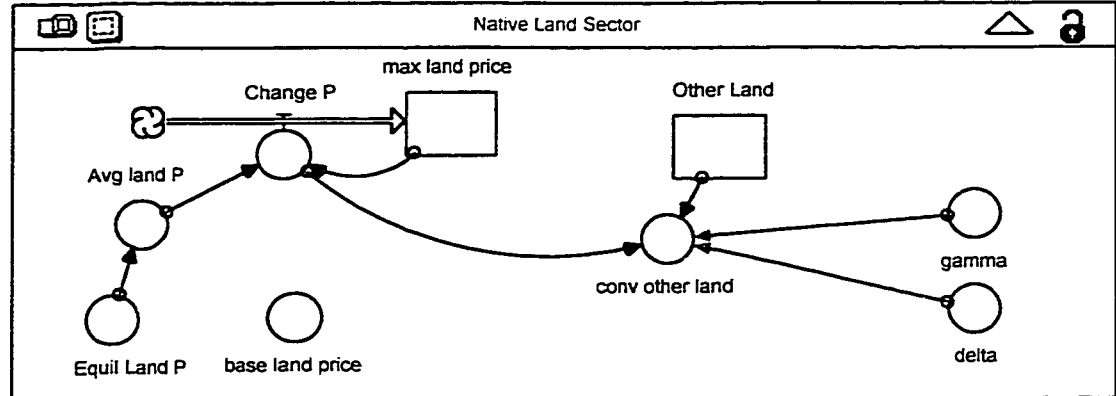 Native Land Sector
max land price
Change P
Other Land
Avg land P
gamma
conv other land
Equil Land P
base land price
delta